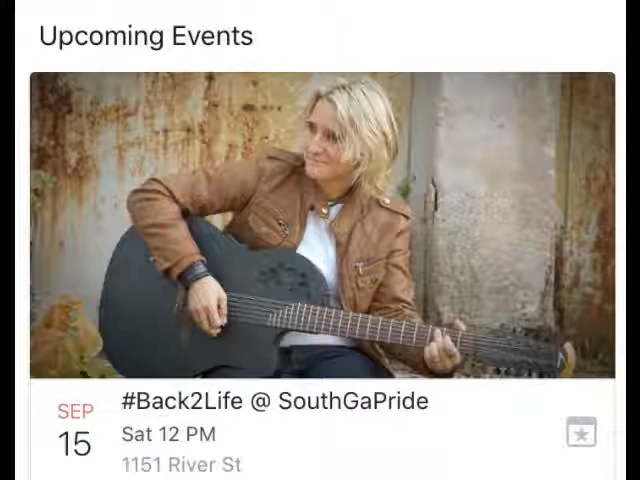 Upcoming Events
SEP
15
#Back2Life @ SouthGaPride
Sat 12 PM
1151 River St